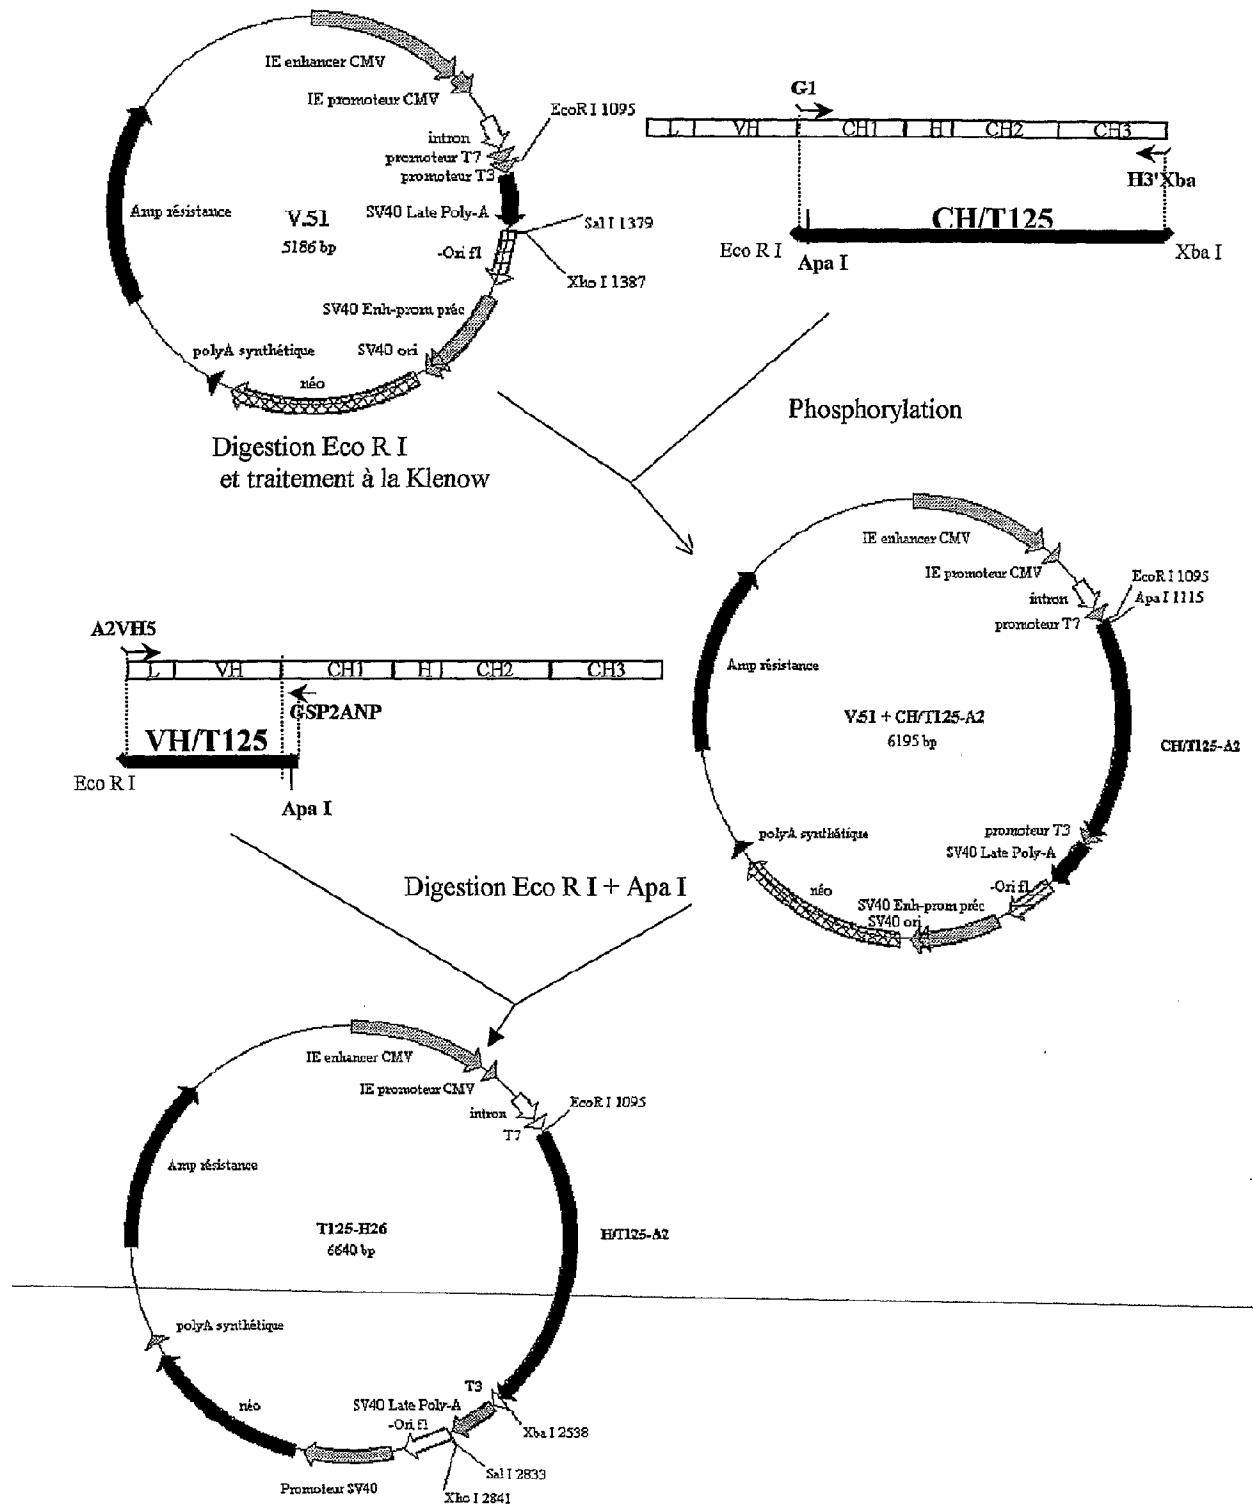 IE enhancer CMV
IE promoteur CMV
EcoR I 1095
intron
promoteur T7
promoteur T3
Amp résistance
V51
5186 bp
SV40 Late Poly-A
Sal I 1379
-Ori f1
Xho I 1387
SV40 Enh-prom préc
SV40 ori
polyA synthétique
néo
G1
L VH CH1 H CH2 CH3
H3'Xba
CH/T125
Eco R I
Apa I
Xba I
Digestion Eco R I
et traitement à la Klenow
Phosphorylation
IE enhancer CMV
IE promoteur CMV
EcoR I 1095
intron
Apa I 1115
promoteur T7
Amp résistance
V51 + CH/T125-A2
6195 bp
CH/T125-A2
promoteur T3
polyA synthétique
SV40 Late Poly-A
-Ori f1
néo
SV40 Enh-prom préc
SV40 ori
A2VH5
L VH CH1 H CH2 CH3
GSP2ANP
VH/T125
Eco R I
Apa I
Digestion Eco R I + Apa I
IE enhancer CMV
IE promoteur CMV
intron
EcoR I 1095
T7
Amp résistance
T125-H26
6640 bp
H/T125-A2
polyA synthétique
T3
néo
SV40 Late Poly-A
-Ori f1
Xba I 2538
Sal I 2833
Promoteur SV40
Xho I 2841